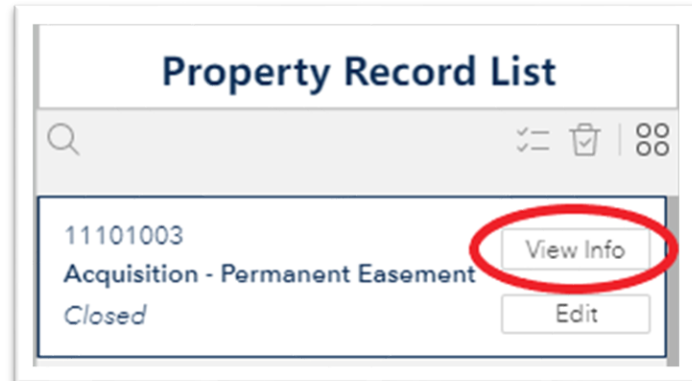 Property Record List
11101003
View Info
Acquisition - Permanent Easement
Closed
Edit